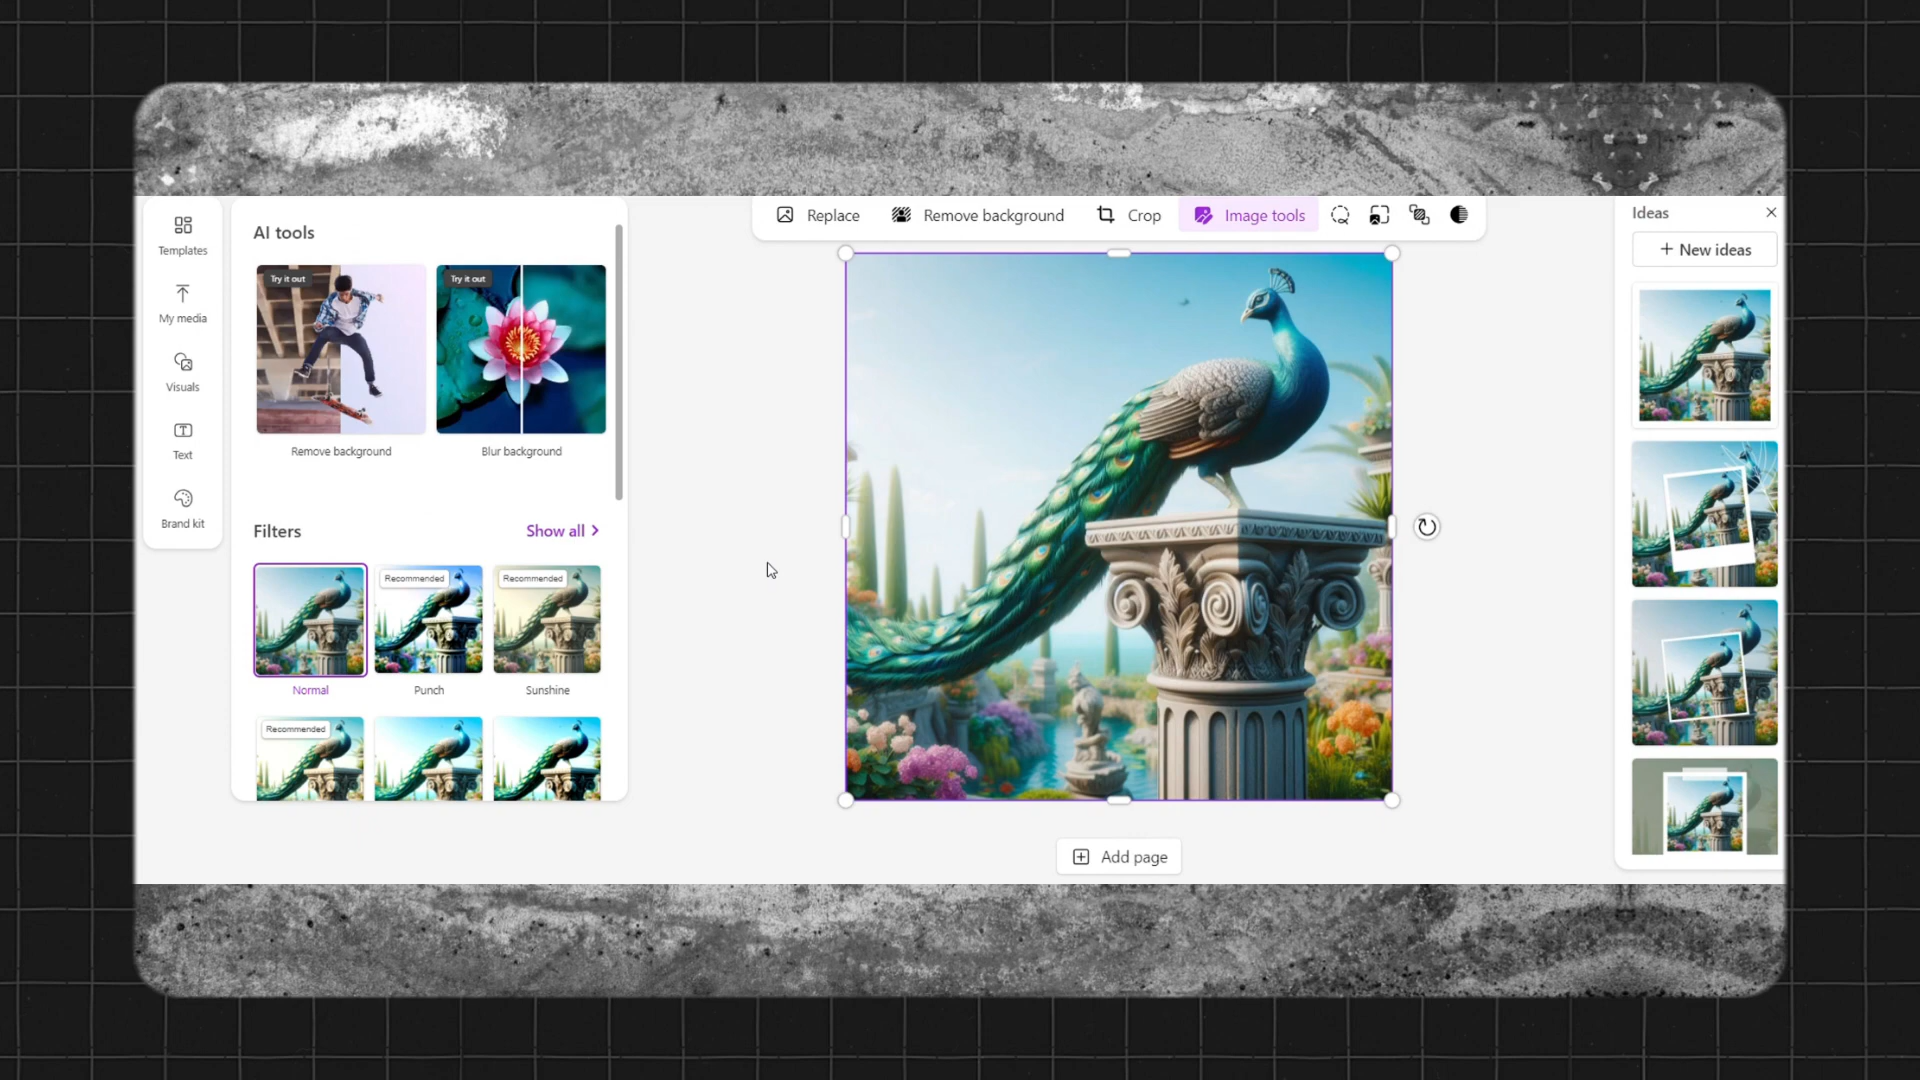 Templates
My media
Visuals
Text
Brand kit
AI tools
Try it out
Try it out
Remove background
Blur background
Filters
Show all
Recommended
Recommended
Normal
Punch
Sunshine
Recommended
Replace
Remove background
Crop
Image tools
Add page
Ideas
New ideas